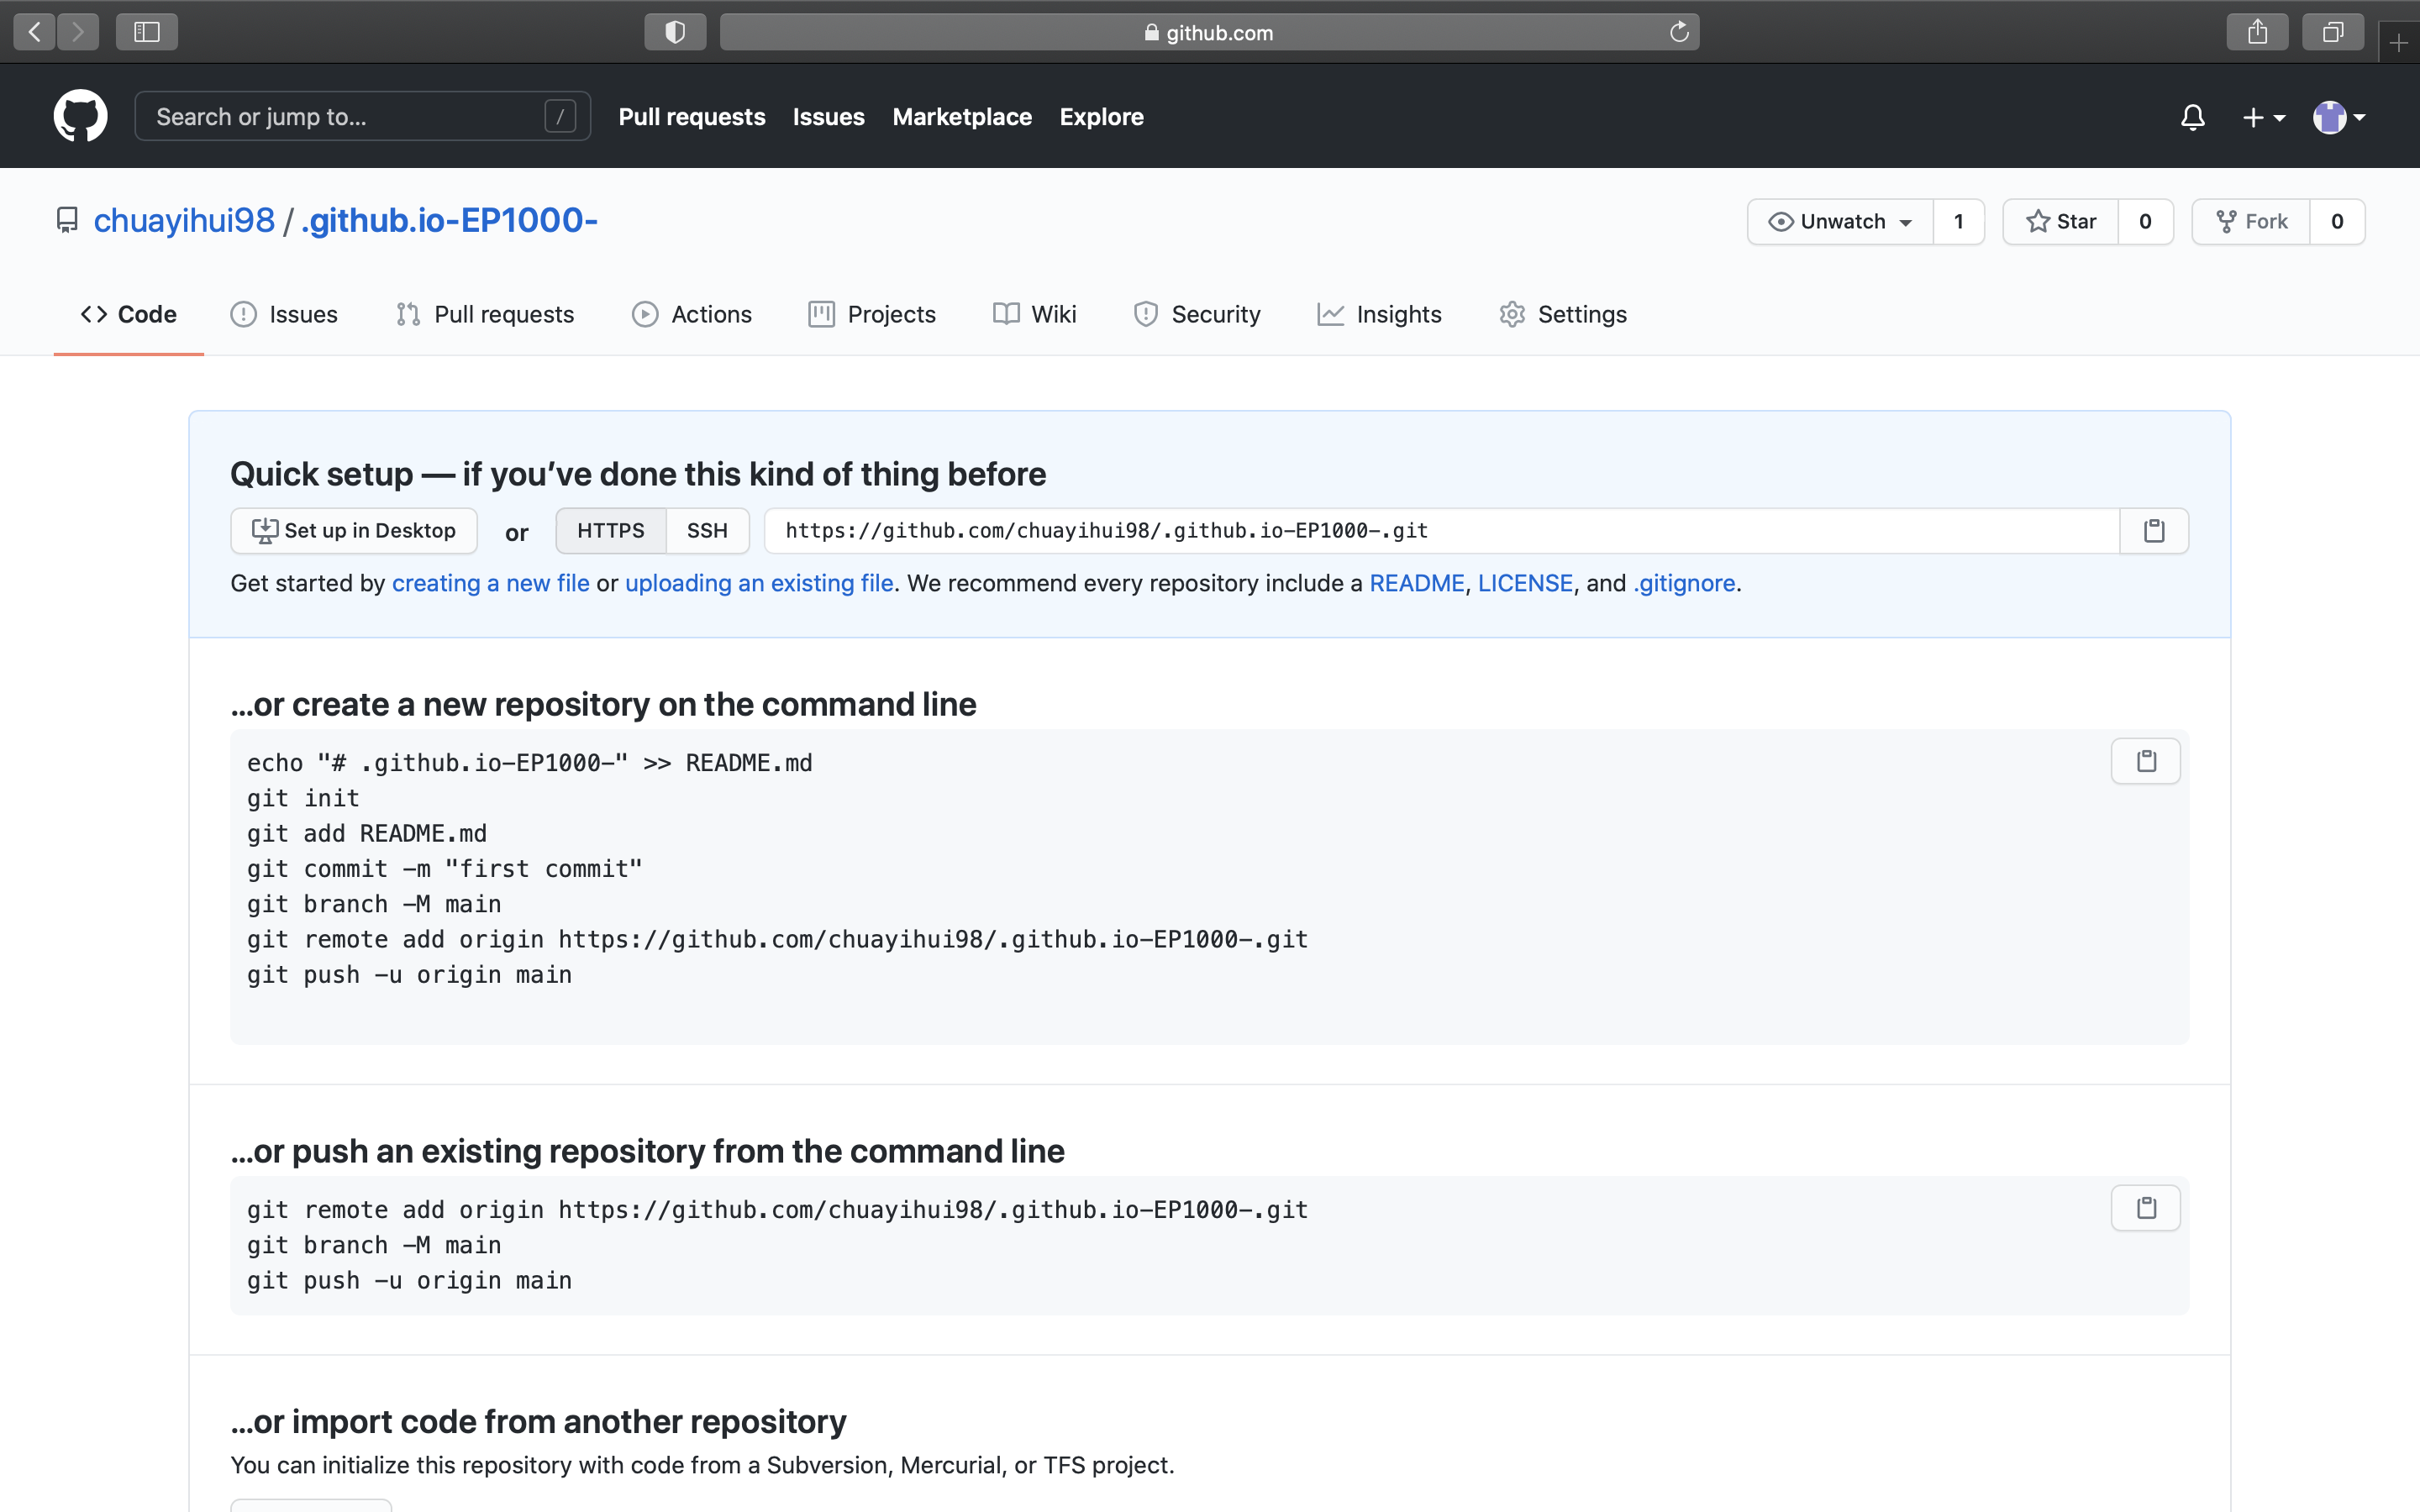 github.com
Search or jump to... /
Pull requests
Issues
Marketplace
Explore
chuayihui98 / .github.io-EP1000-
Unwatch 1
Star 0
Fork 0
Code
Issues
Pull requests
Actions
Projects
Wiki
Security
Insights
Settings
Quick setup — if you’ve done this kind of thing before
Set up in Desktop or HTTPS SSH https://github.com/chuayihui98/.github.io-EP1000-.git
Get started by creating a new file or uploading an existing file. We recommend every repository include a README, LICENSE, and .gitignore.
…or create a new repository on the command line
echo "# .github.io-EP1000-" >> README.md
git init
git add README.md
git commit -m "first commit"
git branch -M main
git remote add origin https://github.com/chuayihui98/.github.io-EP1000-.git
git push -u origin main
…or push an existing repository from the command line
git remote add origin https://github.com/chuayihui98/.github.io-EP1000-.git
git branch -M main
git push -u origin main
…or import code from another repository
You can initialize this repository with code from a Subversion, Mercurial, or TFS project.